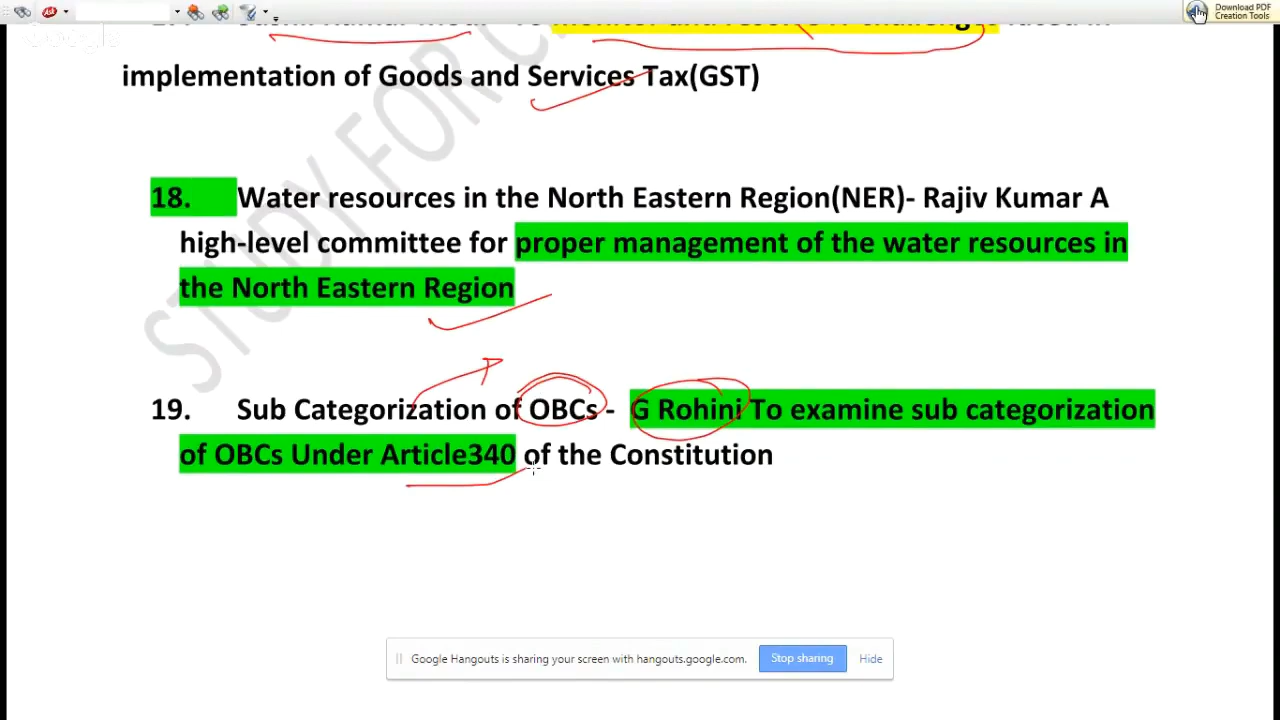 Download PDF
Creation Tools
Google
implementation of Goods and Services Tax(GST)
18. Water resources in the North Eastern Region(NER)- Rajiv Kumar A
high-level committee for proper management of the water resources in
the North Eastern Region
19. Sub Categorization of OBCs - G Rohini To examine sub categorization
of OBCs Under Article340 of the Constitution
STUDY FOR
Google Hangouts is sharing your screen with hangouts.google.com. Stop sharing Hide